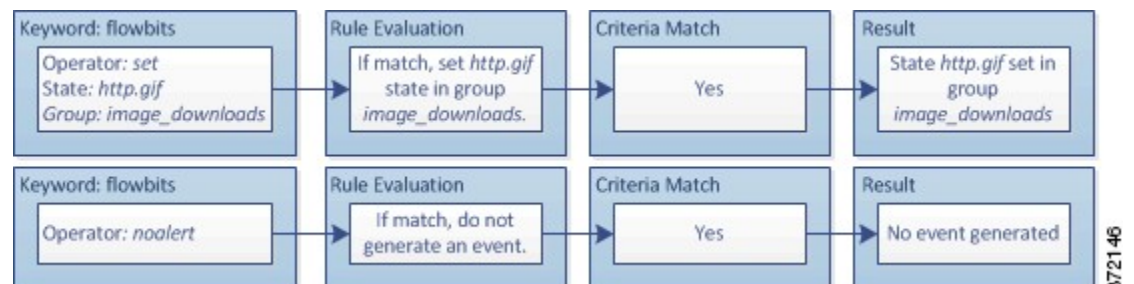 Keyword: flowbits
Operator: set
State: http.gif
Group: image_downloads
Rule Evaluation
If match, set http.gif
state in group
image_downloads.
Criteria Match
Yes
Result
State http.gif set in
group
image_downloads
Keyword: flowbits
Operator: noalert
Rule Evaluation
If match, do not
generate an event.
Criteria Match
Yes
Result
No event generated
372146